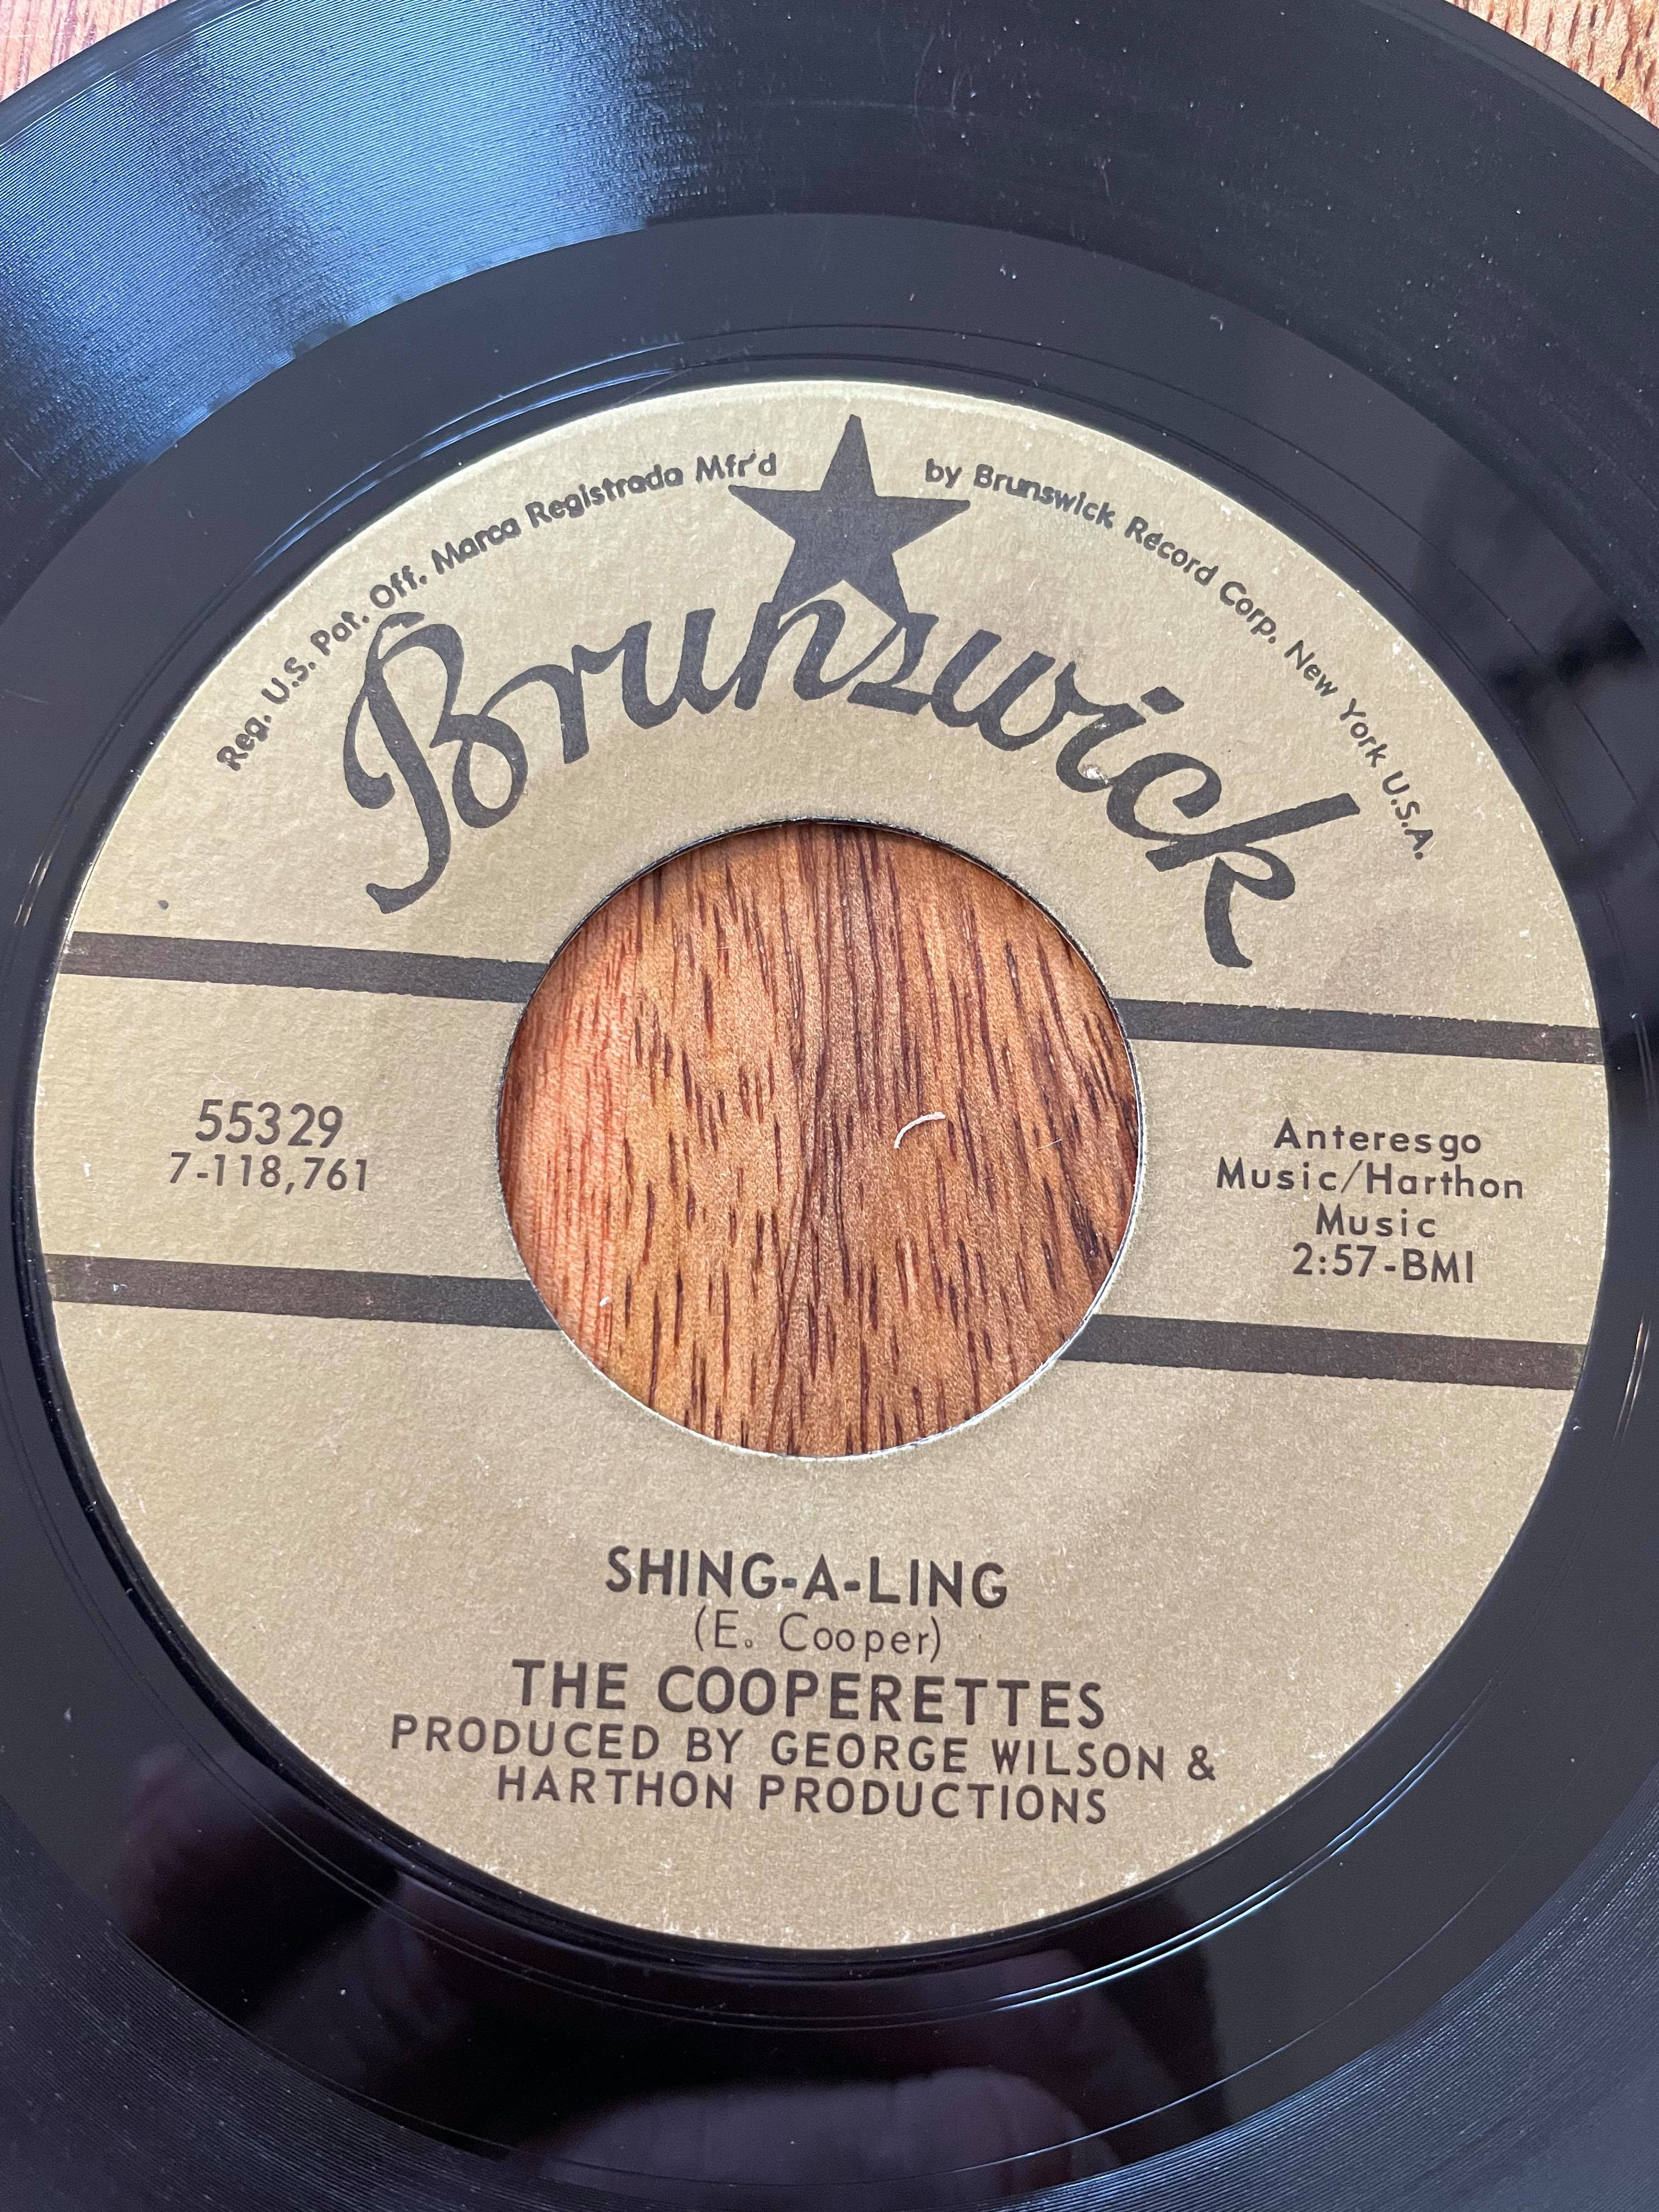 Reg. U.S. Pat. Off. Marca Registrada Mfr'd by Brunswick Record Corp. New York U.S.A.
Brunswick
55329
7-118,761
Anteresgo
Music/Harthon
Music
2:57-BMI
SHING-A-LING
(E. Cooper)
THE COOPERETTES
PRODUCED BY GEORGE WILSON &
HARTHON PRODUCTIONS